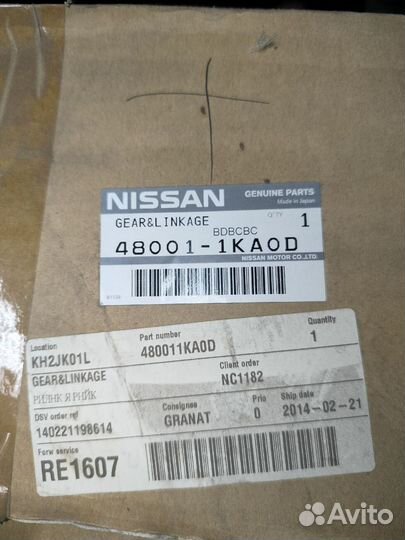 NISSAN GENUINE PARTS
Made in Japan
GEAR&LINKAGE Q'TY 1
BDBCBC
48001-1KA0D
NISSAN MOTOR CO.,LTD.
Location Part number Quantity
KH2JK01L 480011KA0D 1
GEAR&LINKAGE Client order
NC1182
DSV order ref Consignee Prio Ship date
140221198614 GRANAT 0 2014-02-21
Forw service
RE1607
Avito